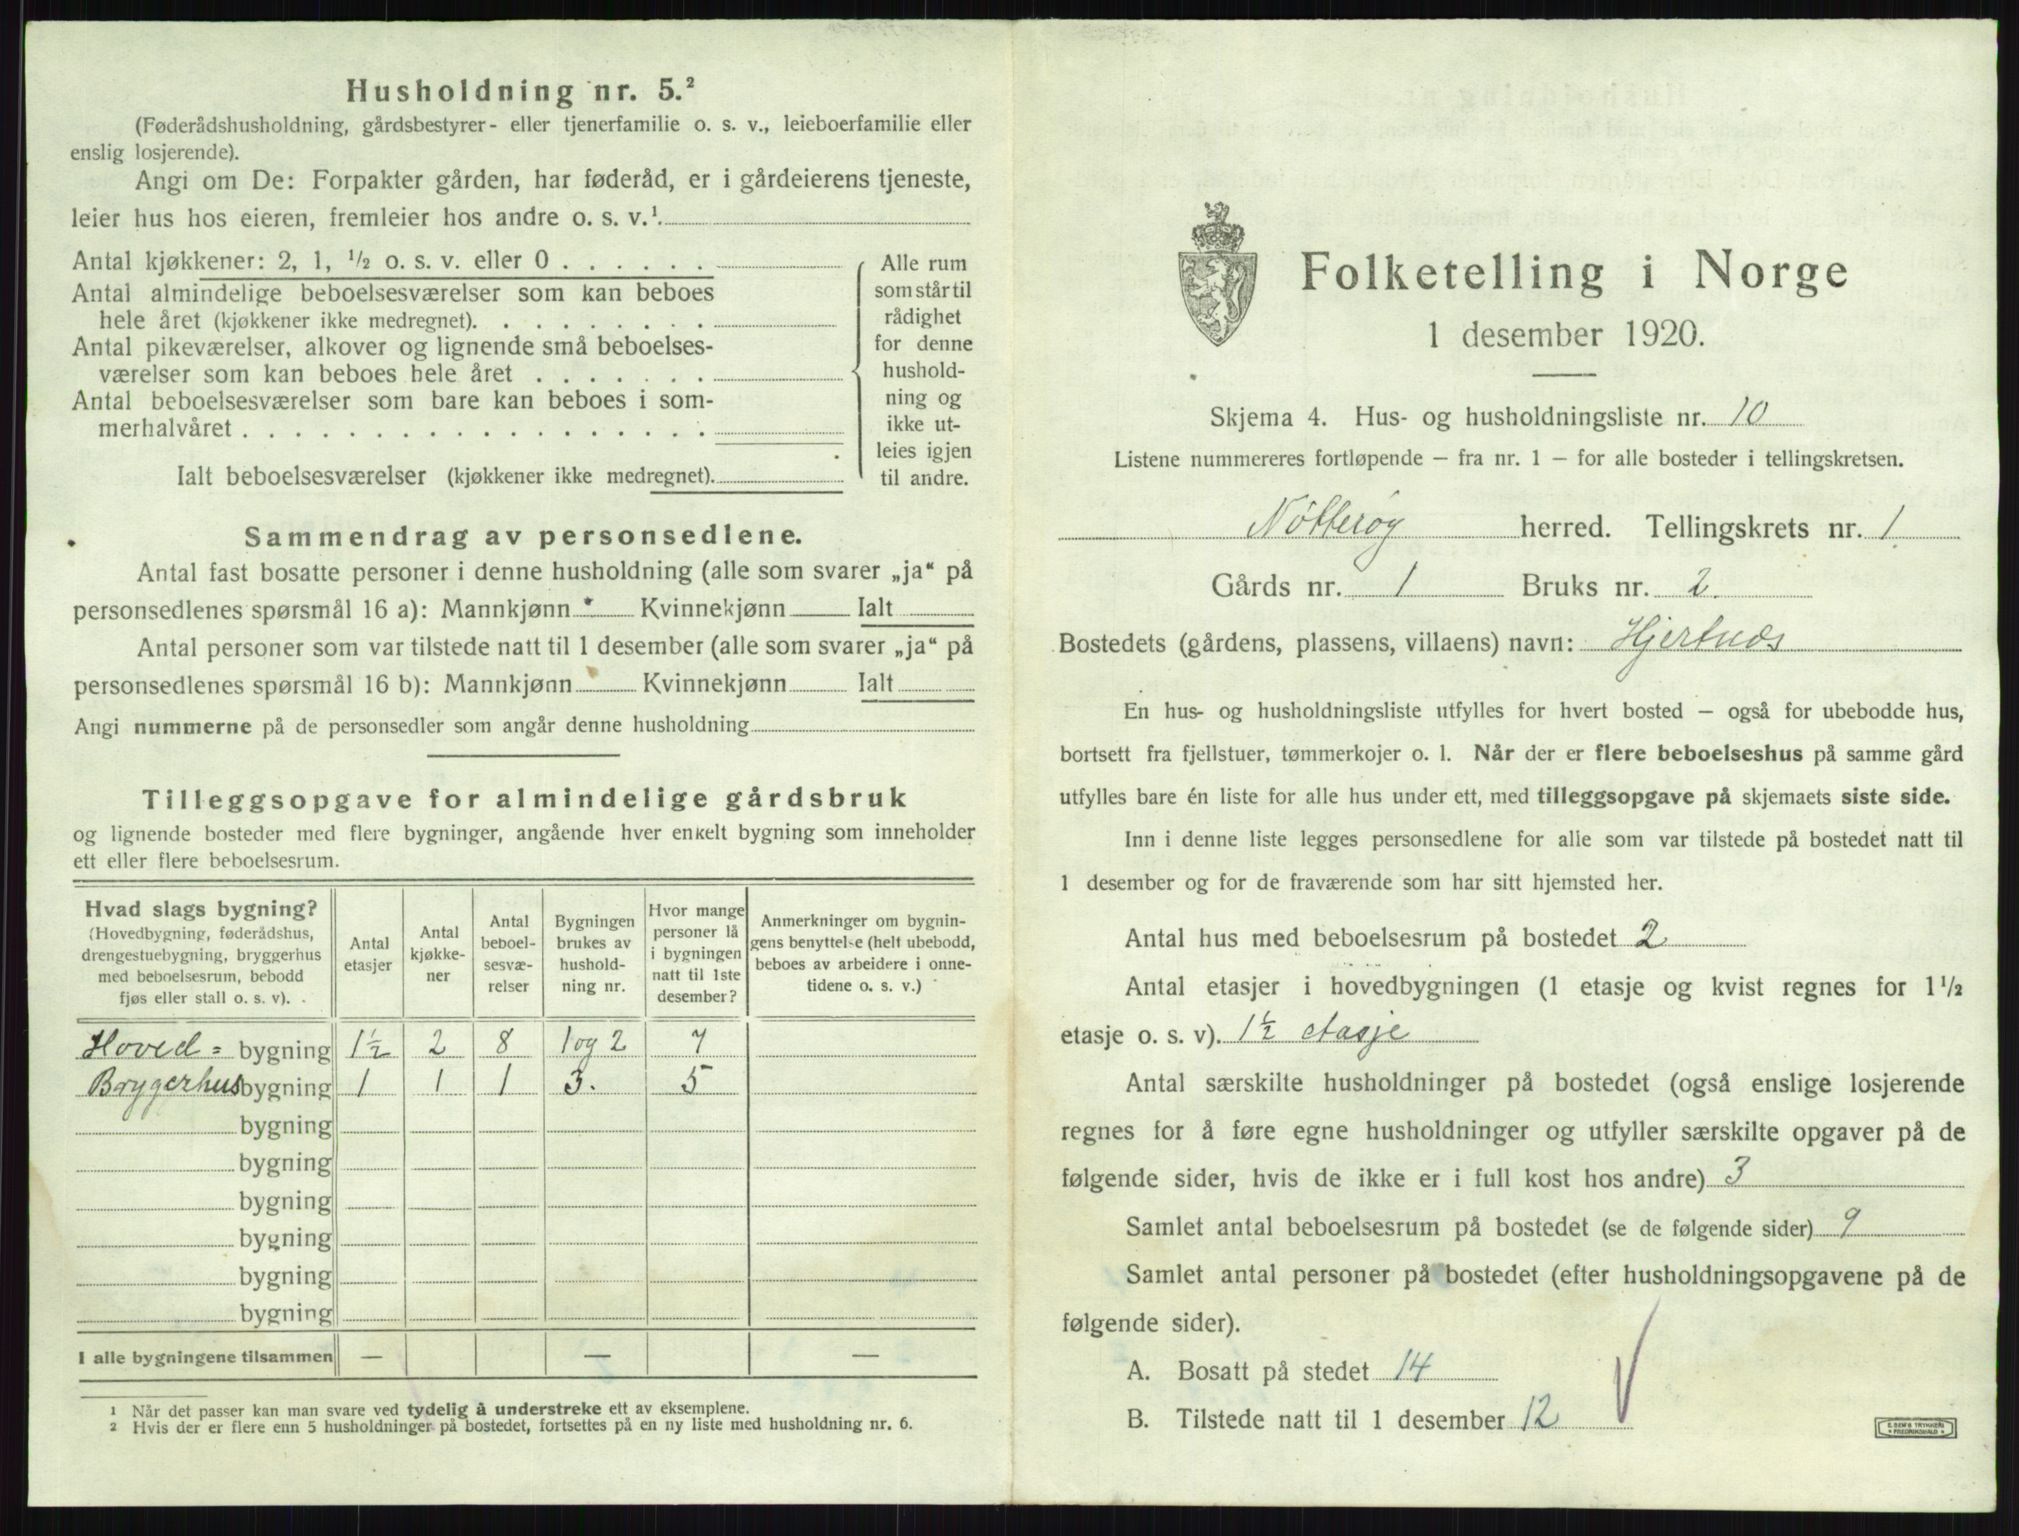 Husholdning nr. 5.²
(Føderådshusholdning, gårdsbestyrer- eller tjenerfamilie o. s. v., leieboerfamilie eller
enslig losjerende).
Angi om De: Forpakter gården, har føderåd, er i gårdeierens tjeneste,
leier hus hos eieren, fremleier hos andre o. s. v.¹
Antal kjøkkener: 2, 1, ½ o. s. v. eller 0 . . . . . .
Antal almindelige beboelsesværelser som kan beboes
hele året (kjøkkener ikke medregnet). . . . . . . . .
Antal pikeværelser, alkover og lignende små beboelses-
værelser som kan beboes hele året . . . . . . .
Antal beboelsesværelser som bare kan beboes i som-
merhalvåret . . . . . . . . . . . . . . . . . .
Ialt beboelsesværelser (kjøkkener ikke medregnet).
Alle rum
som står til
rådighet
for denne
hushold-
ning og
ikke ut-
leies igjen
til andre.
Sammendrag av personsedlene.
Antal fast bosatte personer i denne husholdning (alle som svarer „ja“ på
personsedlenes spørsmål 16 a): Mannkjønn Kvinnekjønn Ialt
Antal personer som var tilstede natt til 1 desember (alle som svarer „ja“ på
personsedlenes spørsmål 16 b): Mannkjønn Kvinnekjønn Ialt
Angi nummerne på de personsedler som angår denne husholdning
Tilleggsopgave for almindelige gårdsbruk
og lignende bosteder med flere bygninger, angående hver enkelt bygning som inneholder
ett eller flere beboelsesrum.
Hvad slags bygning?
(Hovedbygning, føderådshus,
drengestuebygning, bryggerhus
med beboelsesrum, bebodd
fjøs eller stall o. s. v).
Antal
etasjer
Antal
kjøkke-
ner
Antal
beboel-
sesvæ-
relser
Bygningen
brukes av
hushold-
ning nr.
Hvor mange
personer lå
i bygningen
natt til 1ste
desember?
Anmerkninger om bygnin-
gens benyttelse (helt ubebodd,
beboes av arbeidere i onne-
tidene o. s. v.)
Hoved = bygning 1½ 2 8 1 og 2 7
Bryggerhus bygning 1 1 1 3. 5
bygning
bygning
bygning
bygning
bygning
bygning
I alle bygningene tilsammen — — —
¹ Når det passer kan man svare ved tydelig å understreke ett av eksemplene.
² Hvis der er flere enn 5 husholdninger på bostedet, fortsettes på en ny liste med husholdning nr. 6.
Folketelling i Norge
1 desember 1920.
Skjema 4. Hus- og husholdningsliste nr. 10
Listene nummereres fortløpende – fra nr. 1 – for alle bosteder i tellingskretsen.
Nötterøy herred. Tellingskrets nr. 1
Gårds nr. 1 Bruks nr. 2.
Bostedets (gårdens, plassens, villaens) navn: Hjertnæs
En hus- og husholdningsliste utfylles for hvert bosted – også for ubebodde hus,
bortsett fra fjellstuer, tømmerkojer o. l. Når der er flere beboelseshus på samme gård
utfylles bare én liste for alle hus under ett, med tilleggsopgave på skjemaets siste side.
Inn i denne liste legges personsedlene for alle som var tilstede på bostedet natt til
1 desember og for de fraværende som har sitt hjemsted her.
Antal hus med beboelsesrum på bostedet 2
Antal etasjer i hovedbygningen (1 etasje og kvist regnes for 1½
etasje o. s. v). 1½ etasje
Antal særskilte husholdninger på bostedet (også enslige losjerende
regnes for å føre egne husholdninger og utfyller særskilte opgaver på de
følgende sider, hvis de ikke er i full kost hos andre) 3
Samlet antal beboelsesrum på bostedet (se de følgende sider) 9
Samlet antal personer på bostedet (efter husholdningsopgavene på de
følgende sider).
A. Bosatt på stedet 14
B. Tilstede natt til 1 desember 12